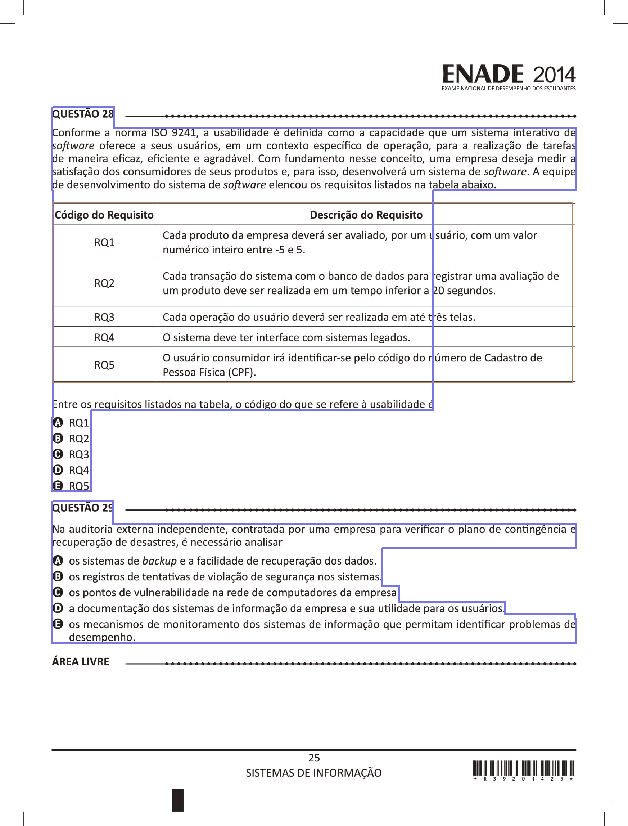 ENADE 2014
EXAME NACIONAL DE DESEMPENHO DOS ESTUDANTES
QUESTÃO 28
Conforme a norma ISO 9241, a usabilidade é definida como a capacidade que um sistema interativo de
software oferece a seus usuários, em um contexto específico de operação, para a realização de tarefas
de maneira eficaz, eficiente e agradável. Com fundamento nesse conceito, uma empresa deseja medir a
satisfação dos consumidores de seus produtos e, para isso, desenvolverá um sistema de software. A equipe
de desenvolvimento do sistema de software elencou os requisitos listados na tabela abaixo.
Código do Requisito Descrição do Requisito
RQ1 Cada produto da empresa deverá ser avaliado, por um usuário, com um valor
numérico inteiro entre -5 e 5.
RQ2 Cada transação do sistema com o banco de dados para registrar uma avaliação de
um produto deve ser realizada em um tempo inferior a 20 segundos.
RQ3 Cada operação do usuário deverá ser realizada em até três telas.
RQ4 O sistema deve ter interface com sistemas legados.
RQ5 O usuário consumidor irá identificar-se pelo código do número de Cadastro de
Pessoa Física (CPF).
Entre os requisitos listados na tabela, o código do que se refere à usabilidade é
A RQ1
B RQ2
C RQ3
D RQ4
E RQ5
QUESTÃO 29
Na auditoria externa independente, contratada por uma empresa para verificar o plano de contingência e
recuperação de desastres, é necessário analisar
A os sistemas de backup e a facilidade de recuperação dos dados.
B os registros de tentativas de violação de segurança nos sistemas.
C os pontos de vulnerabilidade na rede de computadores da empresa
D a documentação dos sistemas de informação da empresa e sua utilidade para os usuários.
E os mecanismos de monitoramento dos sistemas de informação que permitam identificar problemas de
desempenho.
ÁREA LIVRE
25
SISTEMAS DE INFORMAÇÃO
*R39201425*